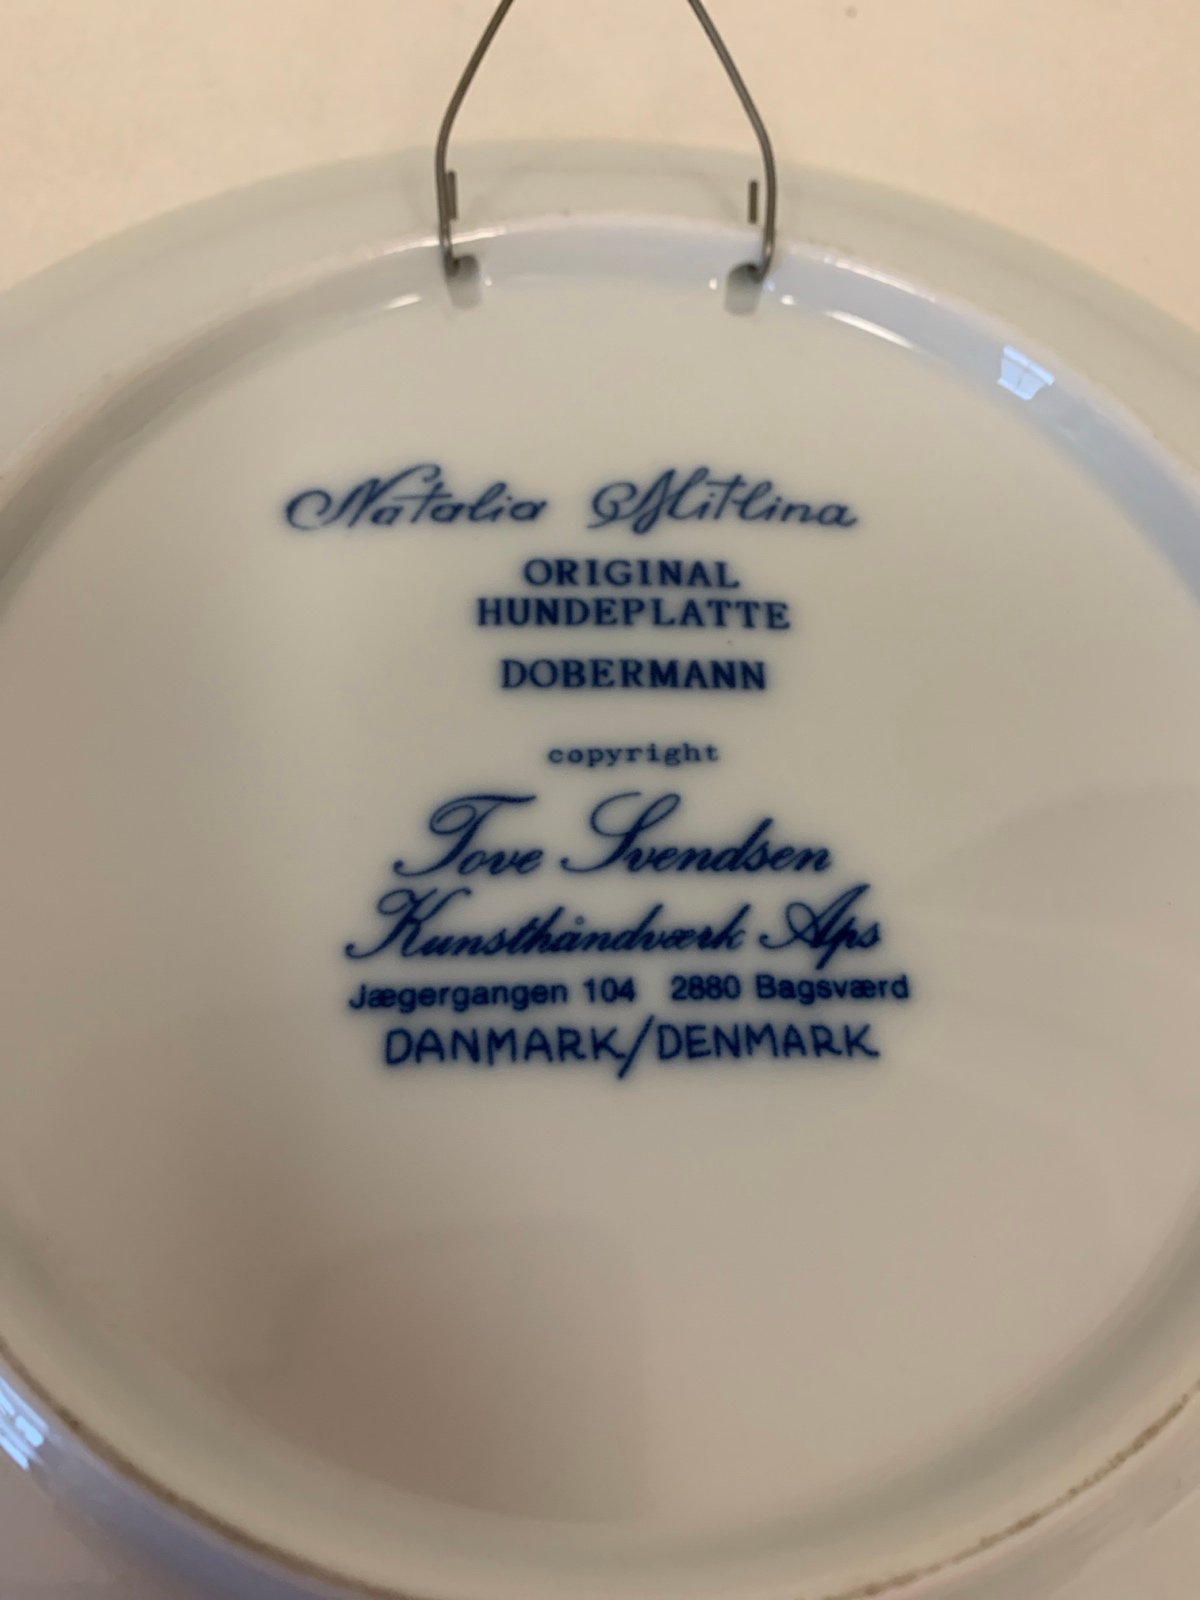 Natalia Mitlina
ORIGINAL
HUNDEPLATTE
DOBERMANN
copyright
Tove Svendsen
Kunsthåndværk Aps
Jægergangen 104 2880 Bagsværd
DANMARK/DENMARK